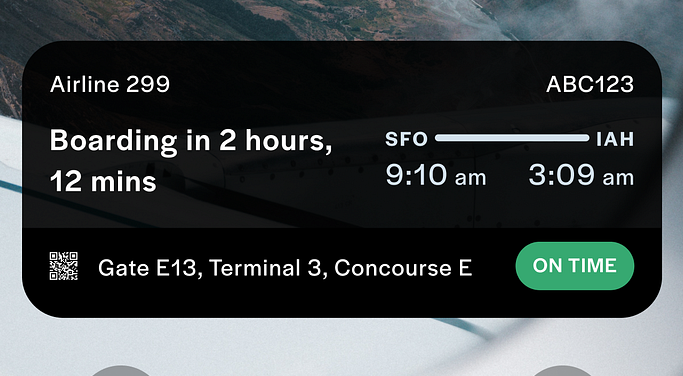 Airline 299
ABC123
Boarding in 2 hours,
12 mins
SFO
IAH
9:10 am
3:09 am
Gate E13, Terminal 3, Concourse E
ON TIME